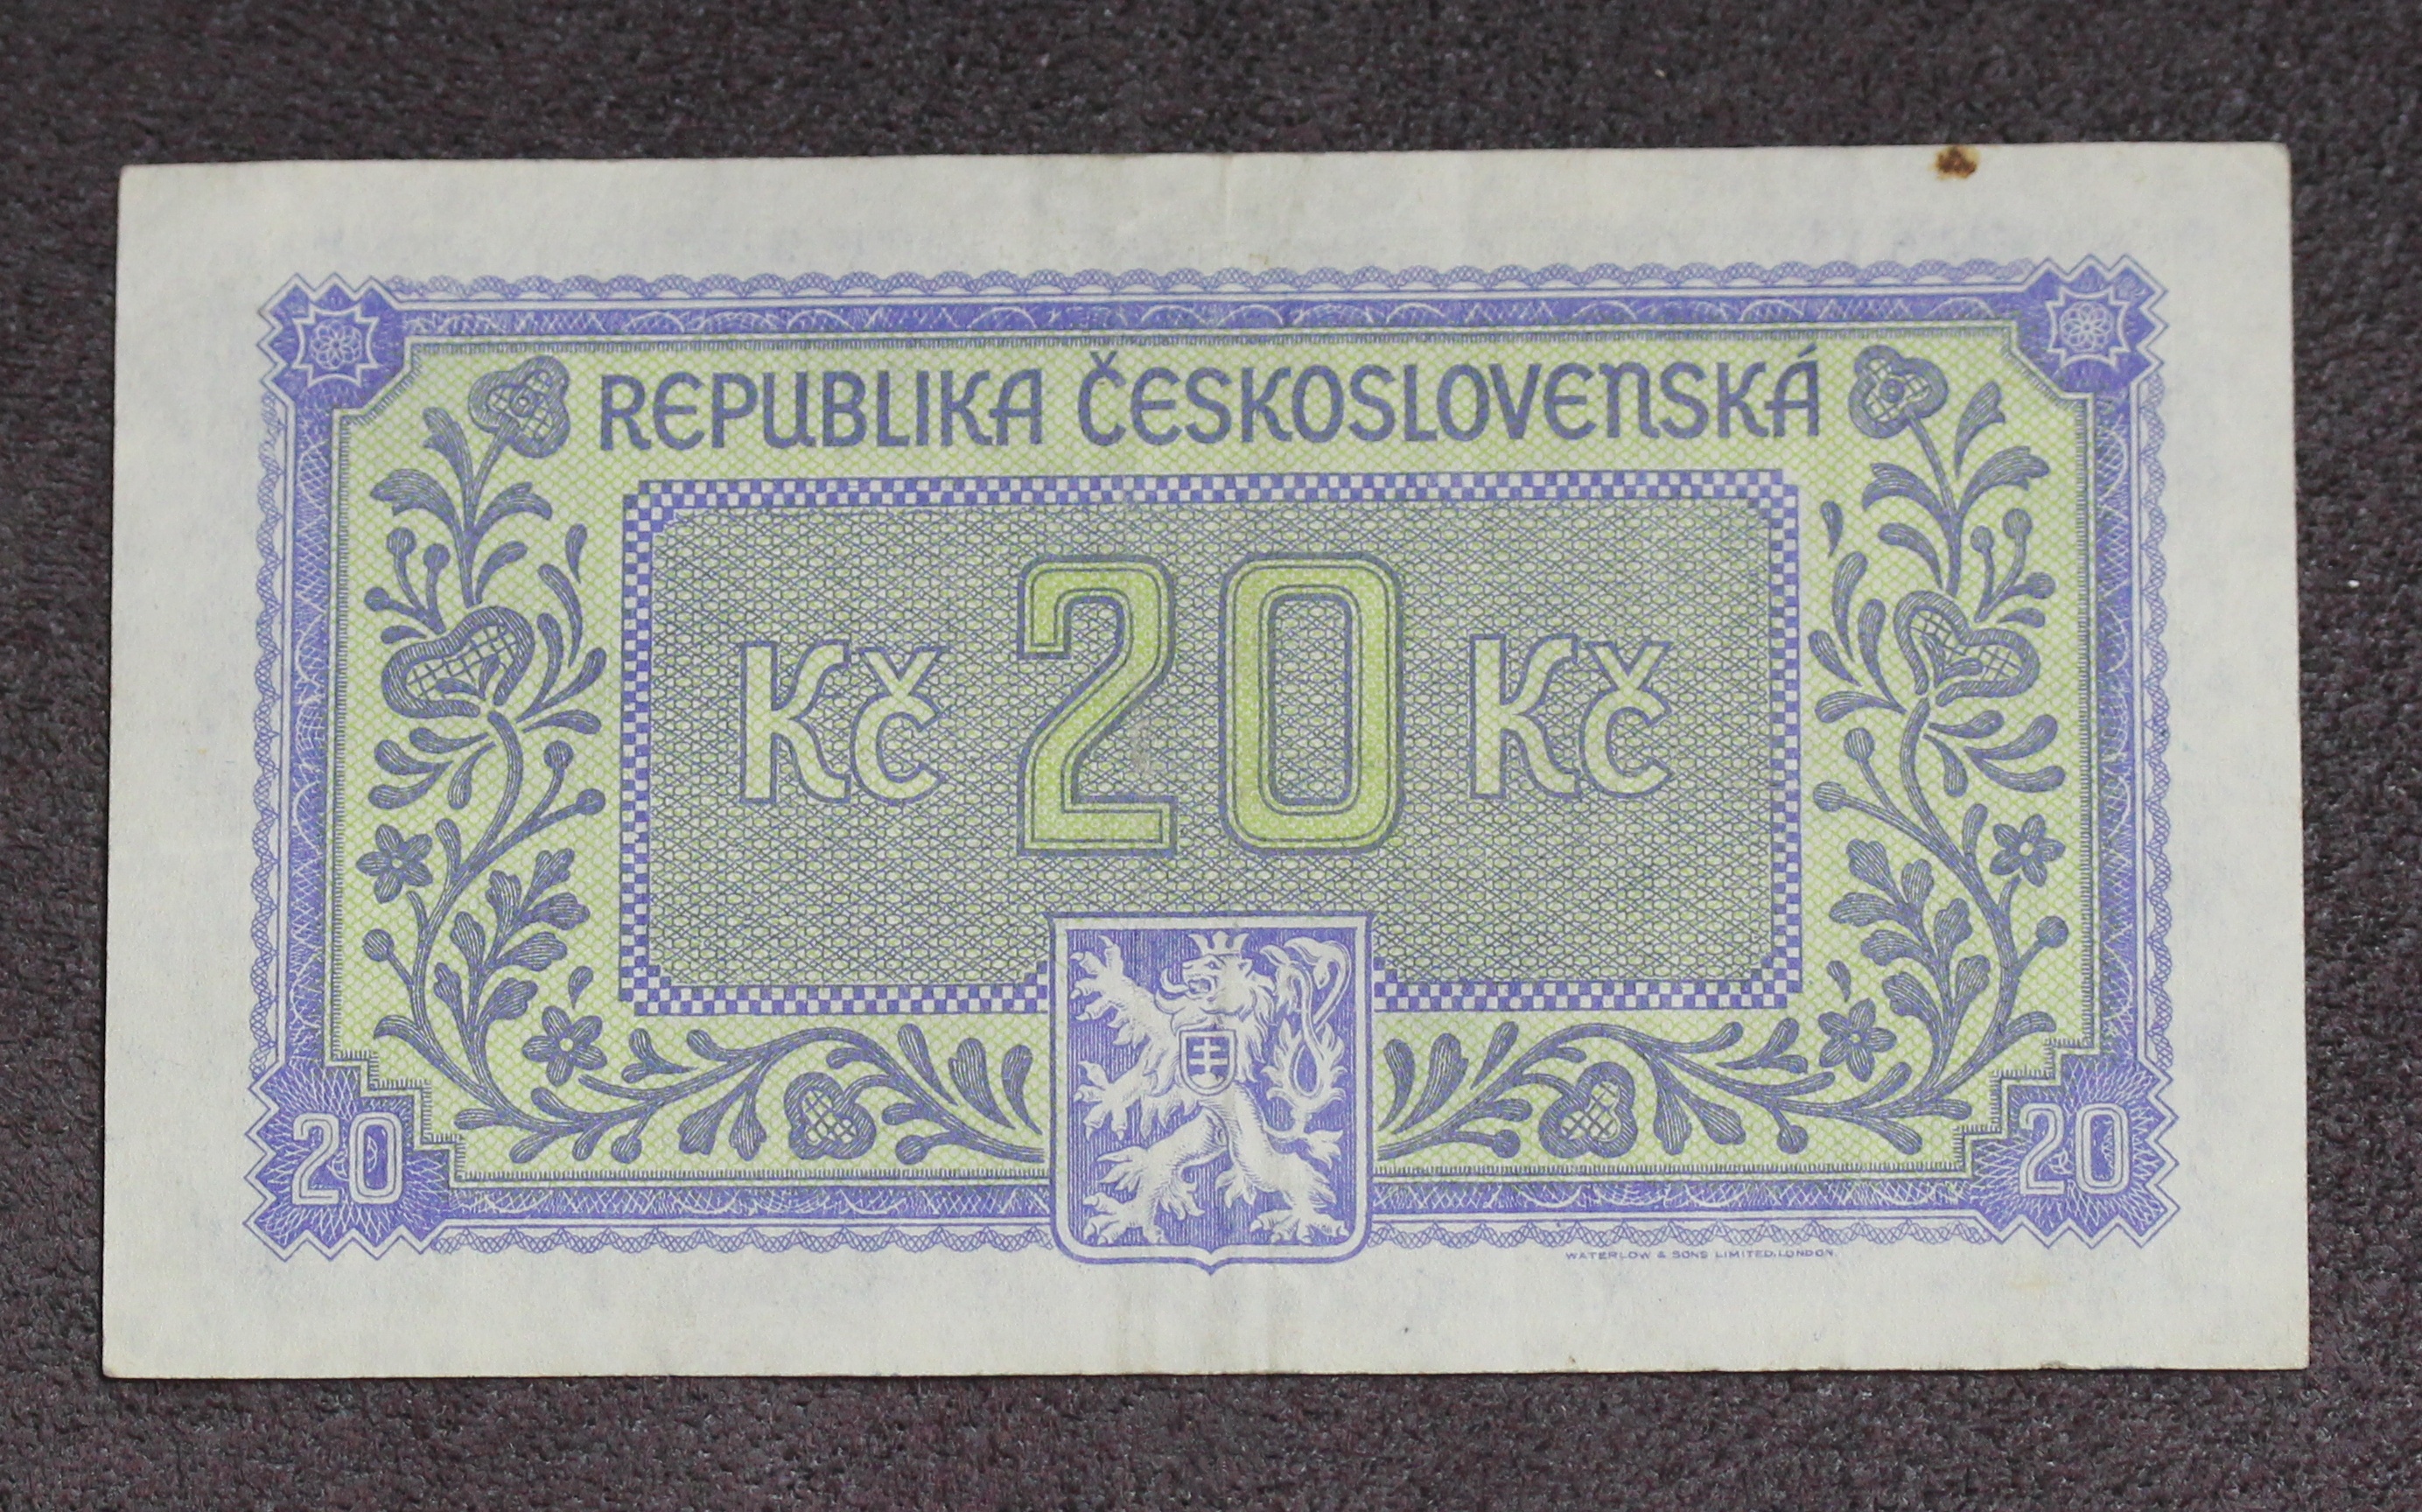 REPUBLIKA ČESKOSLOVENSKÁ
Kč 20 Kč
20 20
WATERLOW & SONS LIMITED, LONDON.